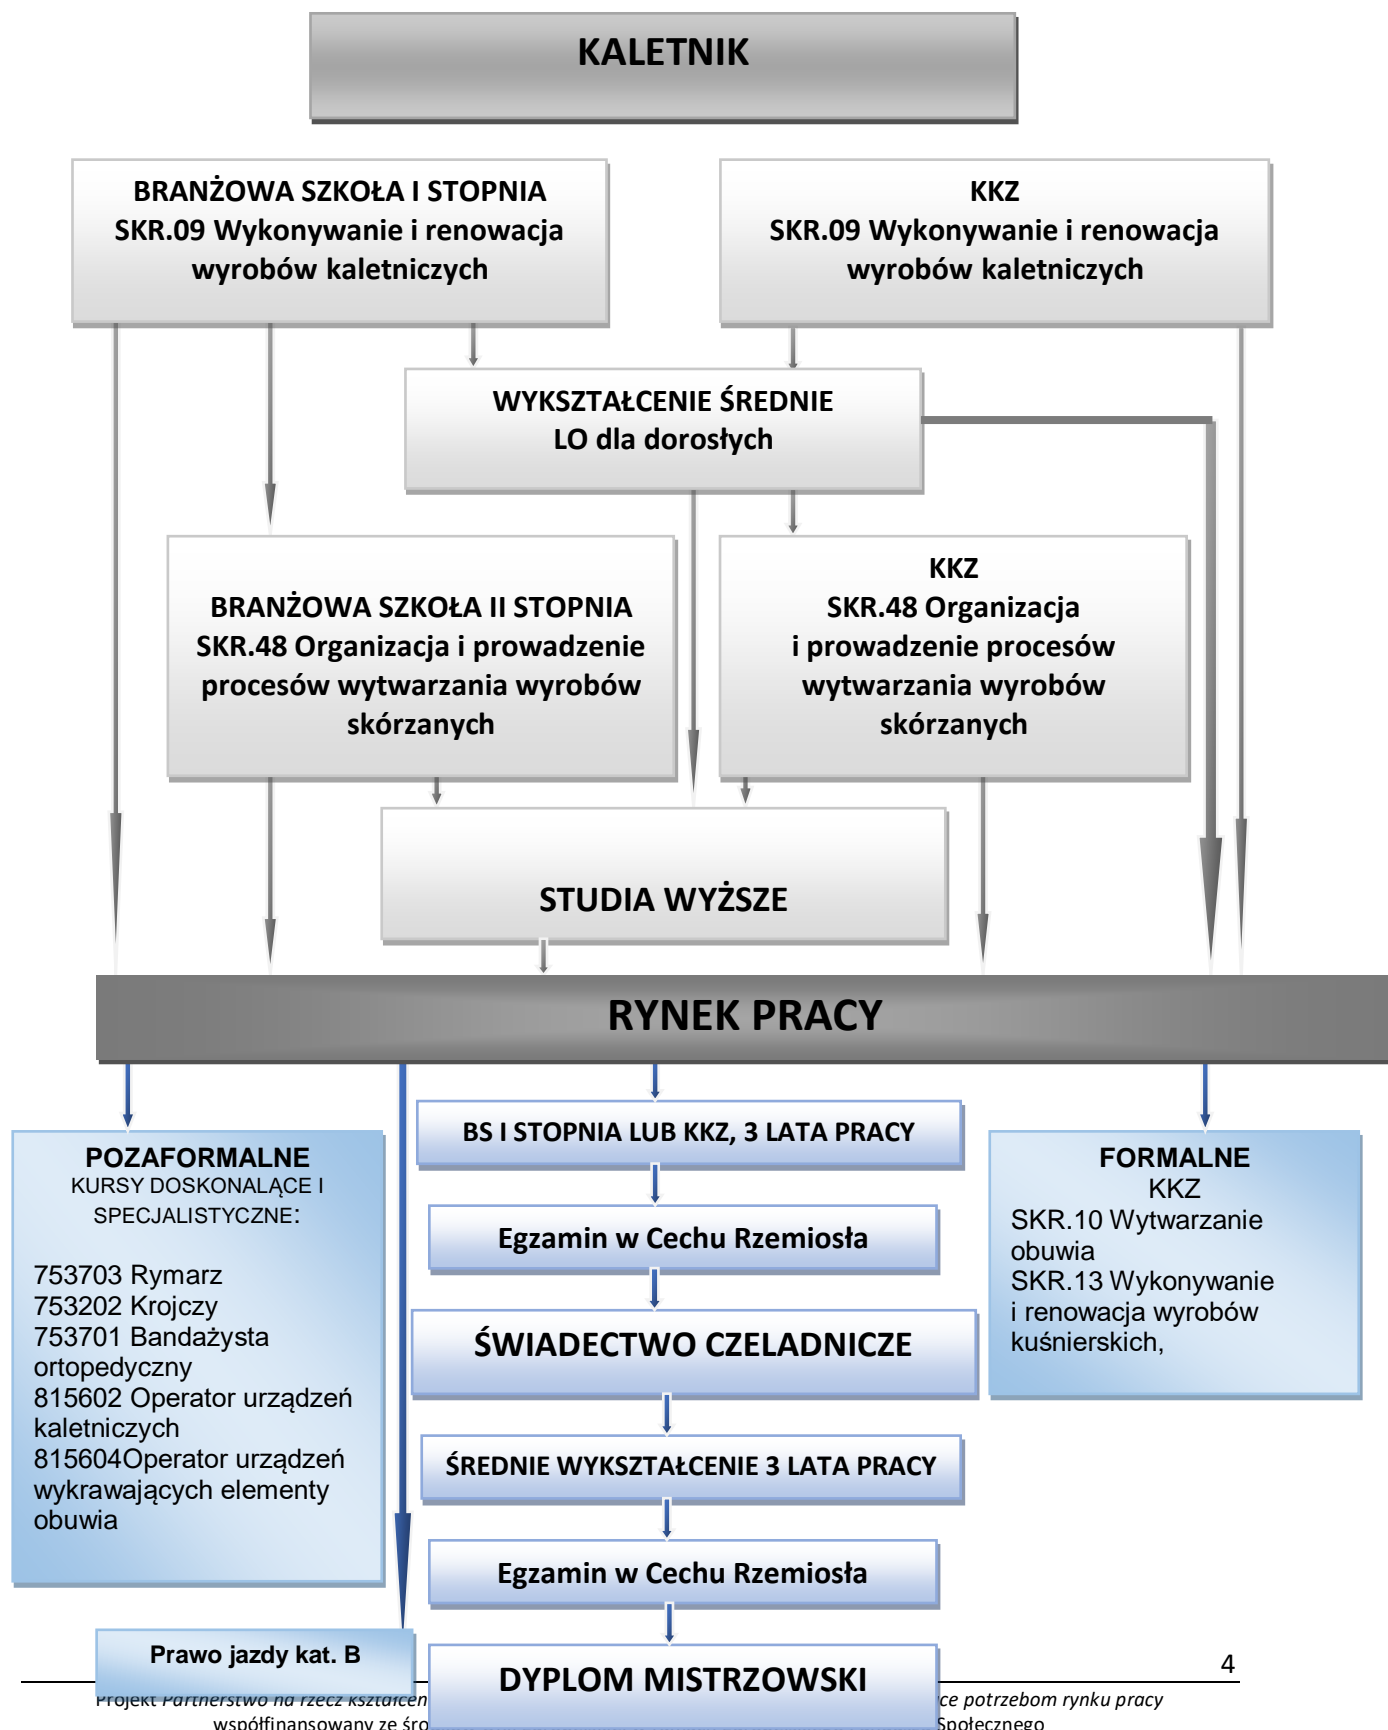 KALETNIK
BRANŻOWA SZKOŁA I STOPNIA
SKR.09 Wykonywanie i renowacja
wyrobów kaletniczych
KKZ
SKR.09 Wykonywanie i renowacja
wyrobów kaletniczych
WYKSZTAŁCENIE ŚREDNIE
LO dla dorosłych
BRANŻOWA SZKOŁA II STOPNIA
SKR.48 Organizacja i prowadzenie
procesów wytwarzania wyrobów
skórzanych
KKZ
SKR.48 Organizacja
i prowadzenie procesów
wytwarzania wyrobów
skórzanych
STUDIA WYŻSZE
RYNEK PRACY
POZAFORMALNE
KURSY DOSKONALĄCE I
SPECJALISTYCZNE:
753703 Rymarz
753202 Krojczy
753701 Bandażysta
ortopedyczny
815602 Operator urządzeń
kaletniczych
815604Operator urządzeń
wykrawających elementy
obuwia
BS I STOPNIA LUB KKZ, 3 LATA PRACY
Egzamin w Cechu Rzemiosła
ŚWIADECTWO CZELADNICZE
ŚREDNIE WYKSZTAŁCENIE 3 LATA PRACY
Egzamin w Cechu Rzemiosła
DYPLOM MISTRZOWSKI
FORMALNE
KKZ
SKR.10 Wytwarzanie
obuwia
SKR.13 Wykonywanie
i renowacja wyrobów
kuśnierskich,
Prawo jazdy kat. B
4
Projekt Partnerstwo na rzecz potrzebom rynku pracy
współfinansowany ze Społecznego